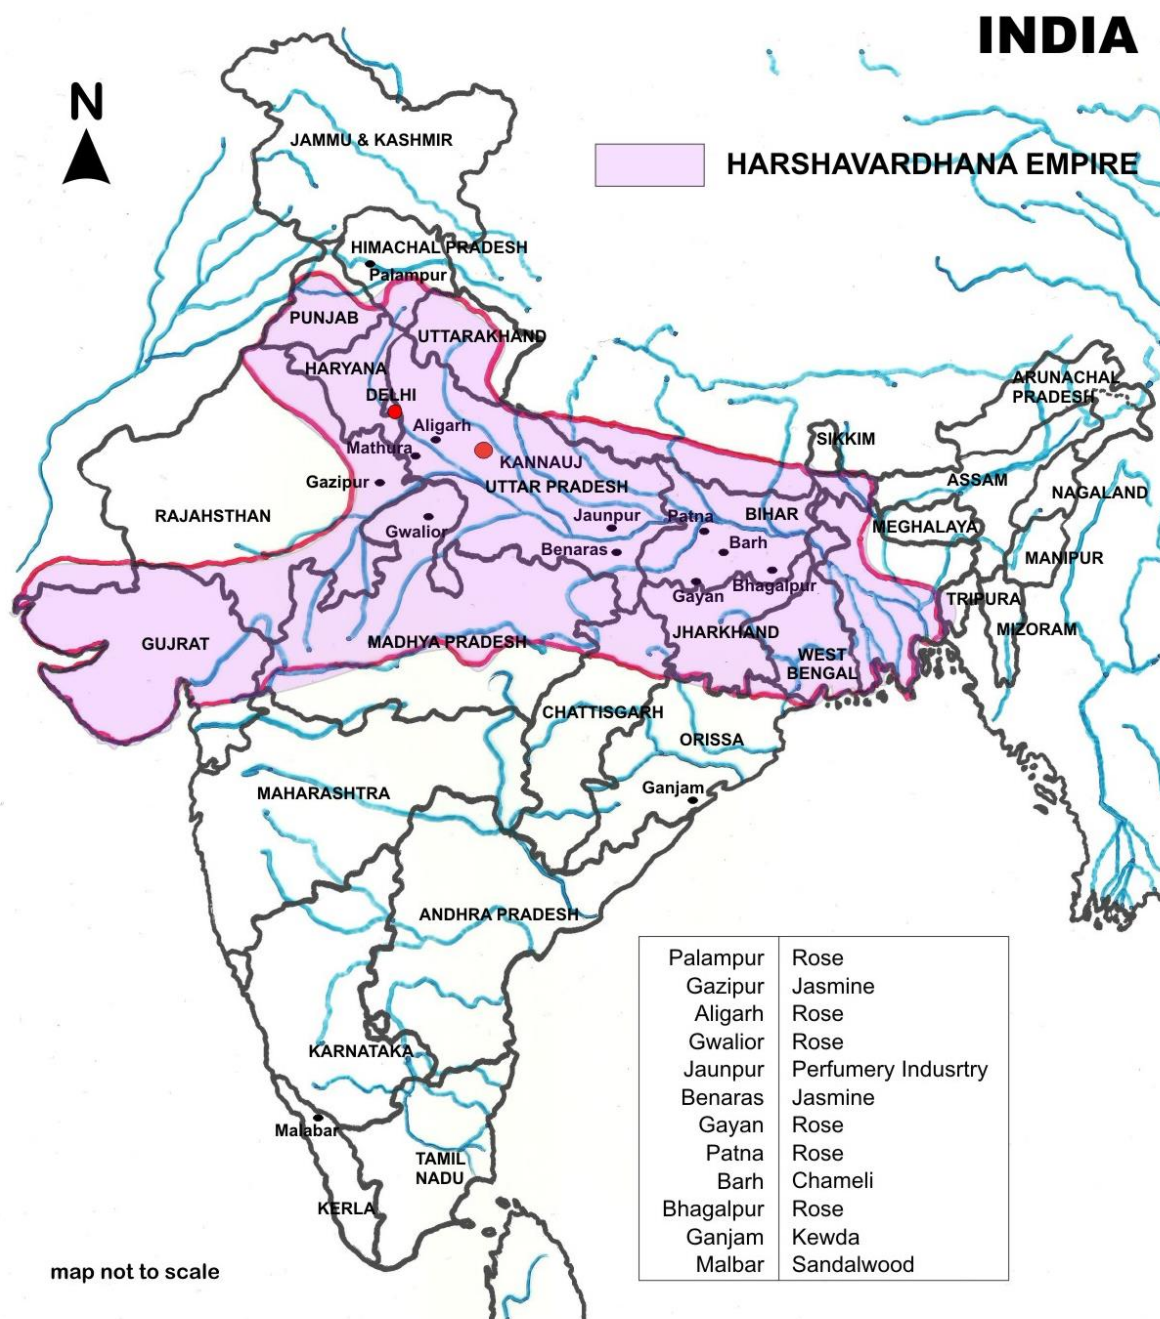 INDIA
N
JAMMU & KASHMIR
HARSHAVARDHANA EMPIRE
HIMACHAL PRADESH
Palampur
PUNJAB
UTTARAKHAND
HARYANA
DELHI
ARUNACHAL
PRADESH
Aligarh
SIKKIM
Mathura
KANNAUJ
Gazipur
UTTAR PRADESH
ASSAM
NAGALAND
RAJAHSTHAN
Gwalior
Jaunpur
Patna
BIHAR
MEGHALAYA
Benaras
Barh
MANIPUR
Gayan
Bhagalpur
TRIPURA
GUJRAT
MADHYA PRADESH
JHARKHAND
MIZORAM
WEST
BENGAL
CHATTISGARH
ORISSA
MAHARASHTRA
Ganjam
ANDHRA PRADESH
KARNATAKA
Malabar
TAMIL
NADU
KERLA
Palampur Rose
Gazipur Jasmine
Aligarh Rose
Gwalior Rose
Jaunpur Perfumery Indusrtry
Benaras Jasmine
Gayan Rose
Patna Rose
Barh Chameli
Bhagalpur Rose
Ganjam Kewda
Malbar Sandalwood
map not to scale